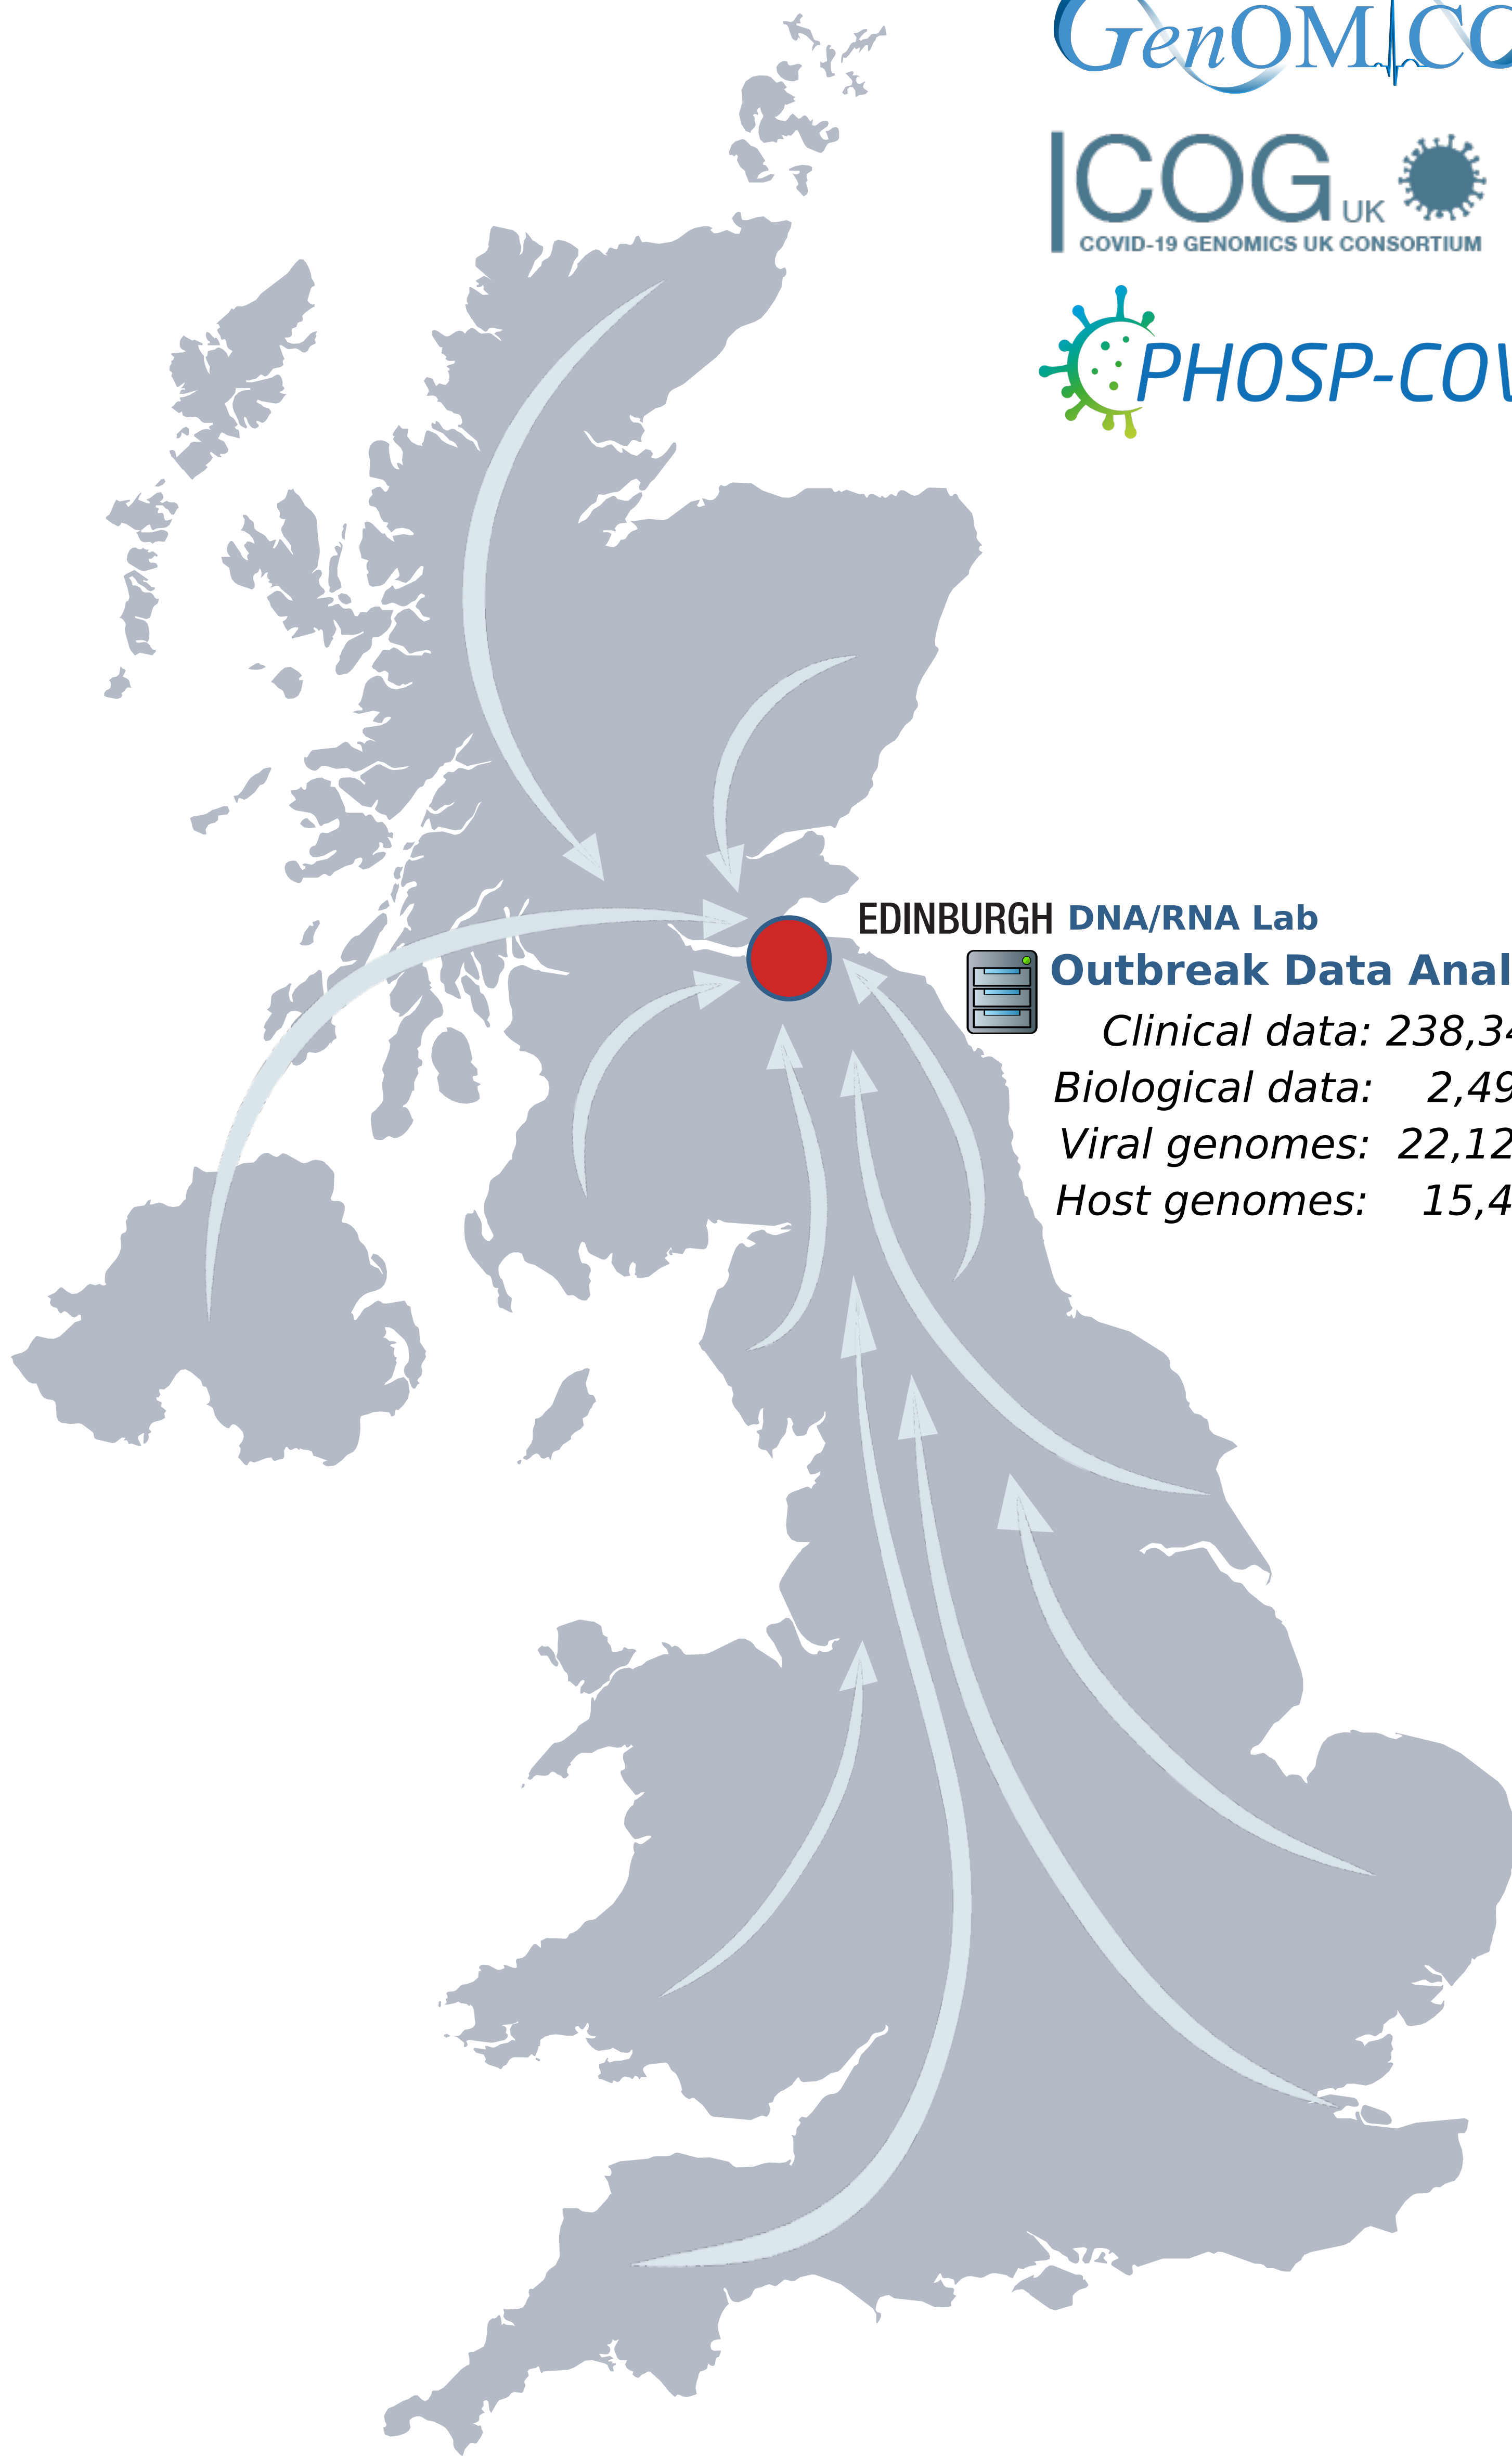 GenOMICC
COG UK
COVID-19 GENOMICS UK CONSORTIUM
PHOSP-COV
EDINBURGH DNA/RNA Lab
Outbreak Data Anal
Clinical data: 238,34
Biological data: 2,49
Viral genomes: 22,12
Host genomes: 15,4